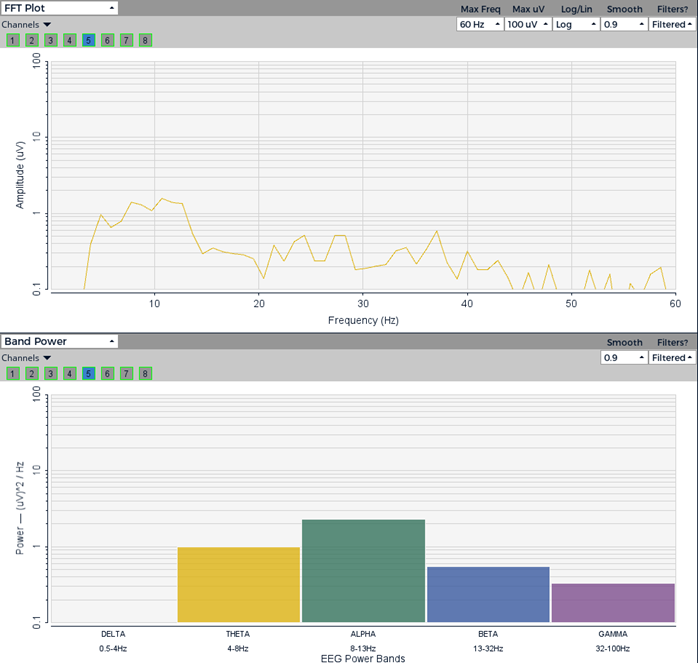 FFT Plot
Max Freq Max uV Log/Lin Smooth Filters?
Channels 60 Hz 100 uV Log 0.9 Filtered
1 2 3 4 5 6 7 8
100
10
1
0.1
Amplitude (uV)
10 20 30 40 50 60
Frequency (Hz)
Band Power
Smooth Filters?
Channels 0.9 Filtered
1 2 3 4 5 6 7 8
100
10
1
0.1
Power — (uV)^2 / Hz
DELTA THETA ALPHA BETA GAMMA
0.5-4Hz 4-8Hz 8-13Hz 13-32Hz 32-100Hz
EEG Power Bands